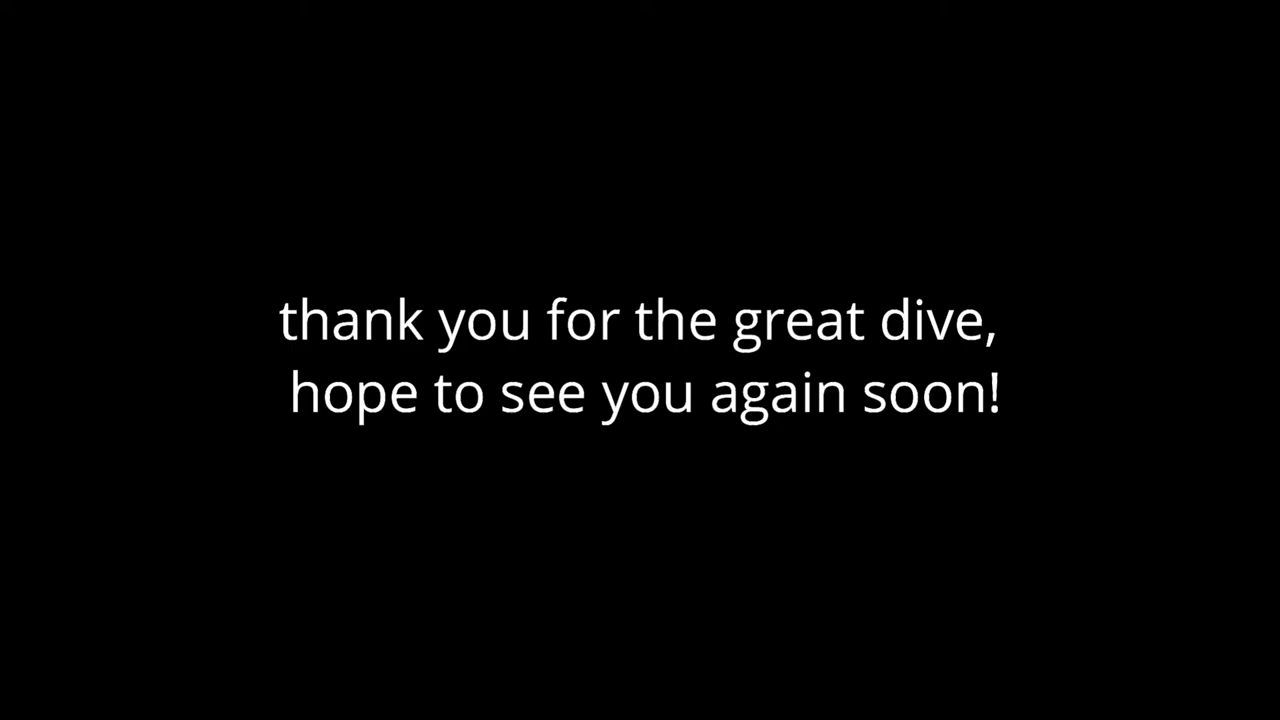 thank you for the great dive,
hope to see you again soon!